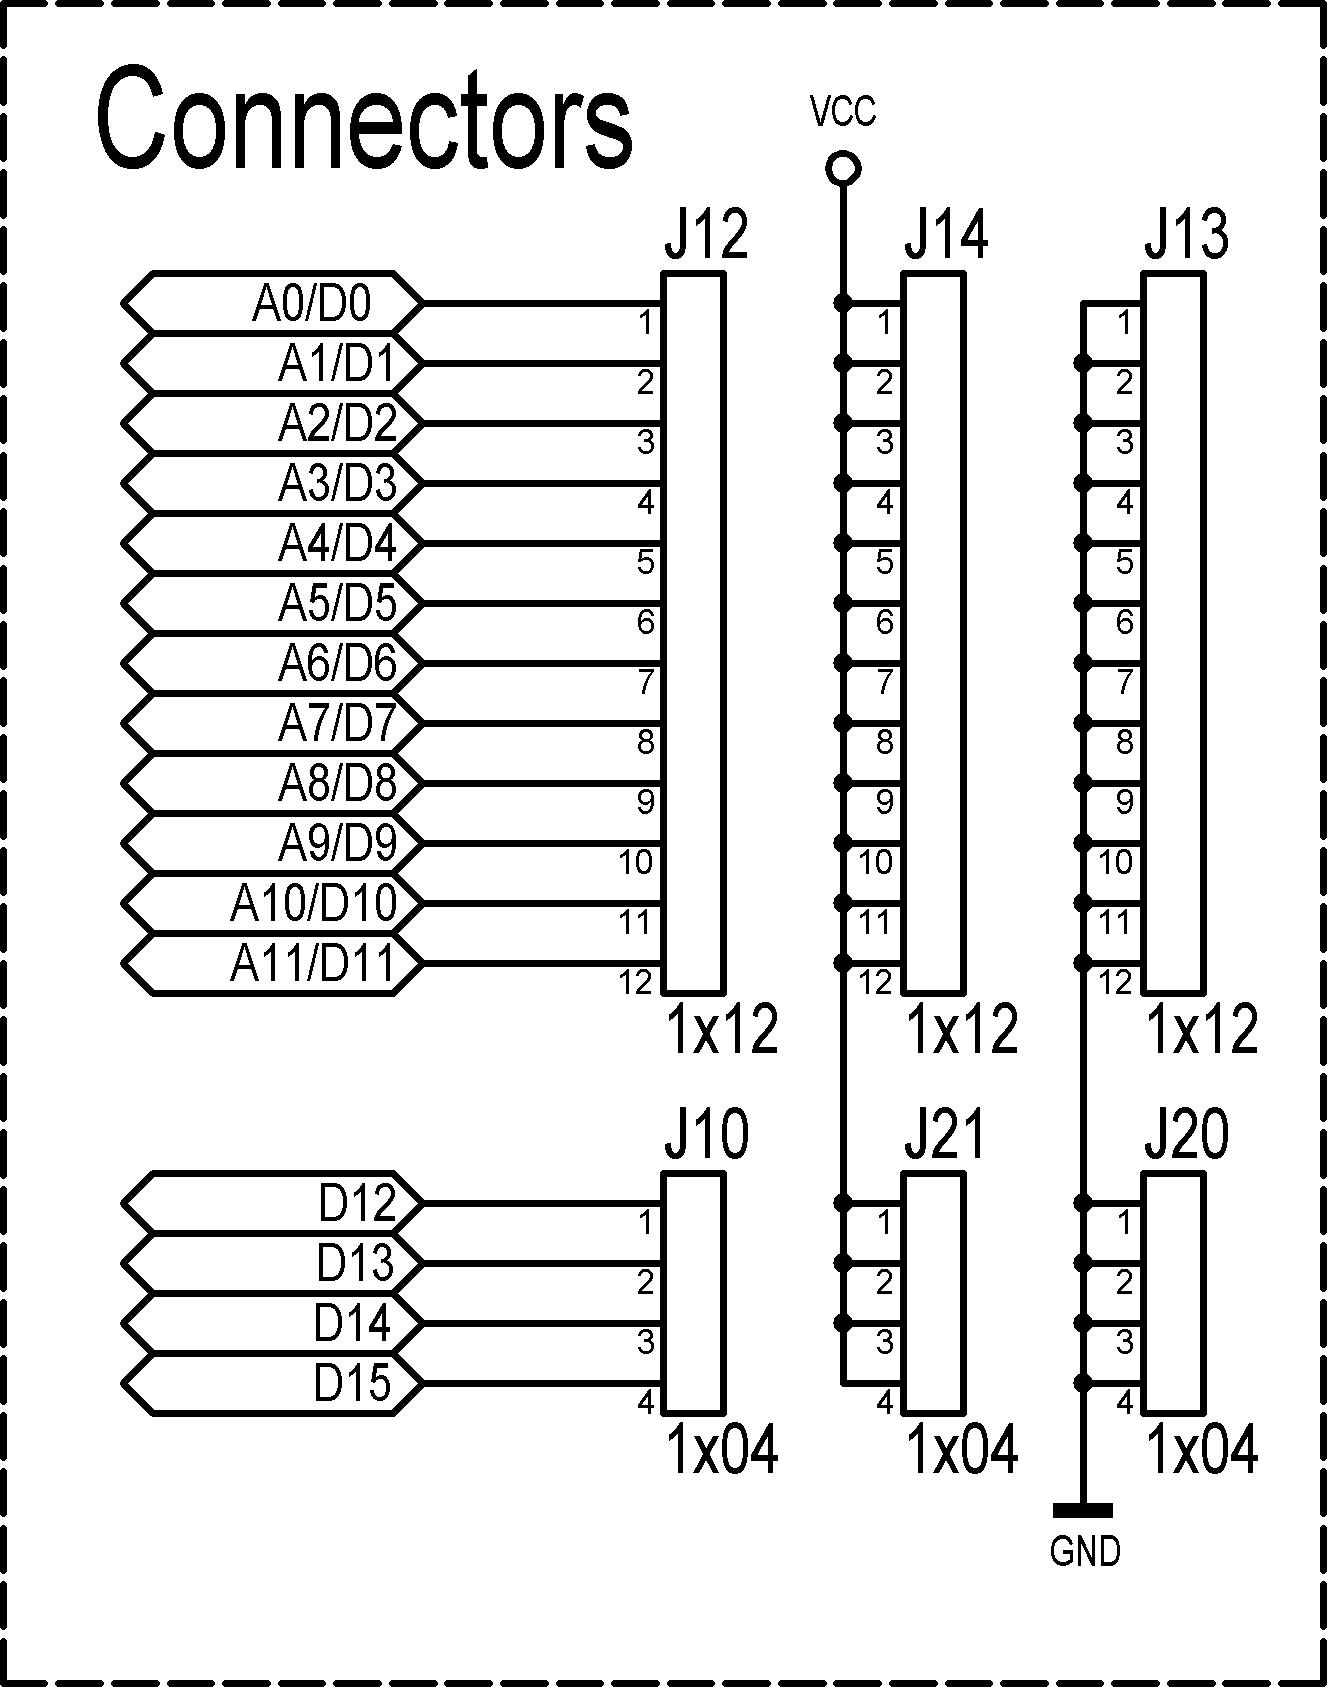 Connectors
VCC
J12 J14 J13
A0/D0 1 1 1
A1/D1 2 2 2
A2/D2 3 3 3
A3/D3 4 4 4
A4/D4 5 5 5
A5/D5 6 6 6
A6/D6 7 7 7
A7/D7 8 8 8
A8/D8 9 9 9
A9/D9 10 10 10
A10/D10 11 11 11
A11/D11 12 12 12
1x12 1x12 1x12
J10 J21 J20
D12 1 1 1
D13 2 2 2
D14 3 3 3
D15 4 4 4
1x04 1x04 1x04
GND